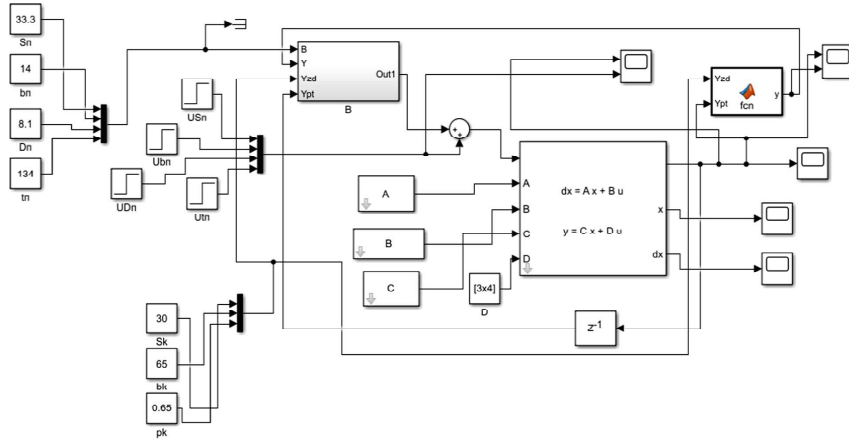 33.3
Sn
14
bn
8.1
Dn
134
tn
USn
Ubn
UDn
Utn
B
Y
Yzd
Ypt
Out1
B
+
+
A
B
C
[3x4]
D
A
B
C
D
dx = A x + B u
y = C x + D u
x
dx
Yzd
Ypt
fcn
y
z-1
30
Sk
65
bk
0.65
pk